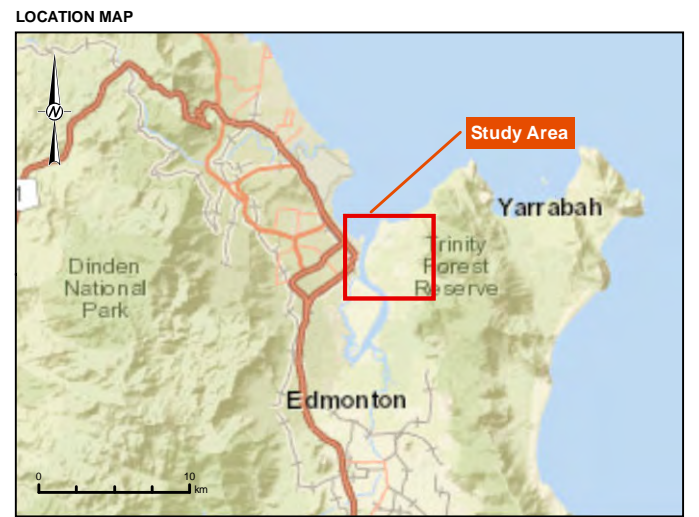 LOCATION MAP
N
Study Area
Yarrabah
1
Trinity
Forest
Reserve
Dinden
National
Park
Edmonton
0 10
km